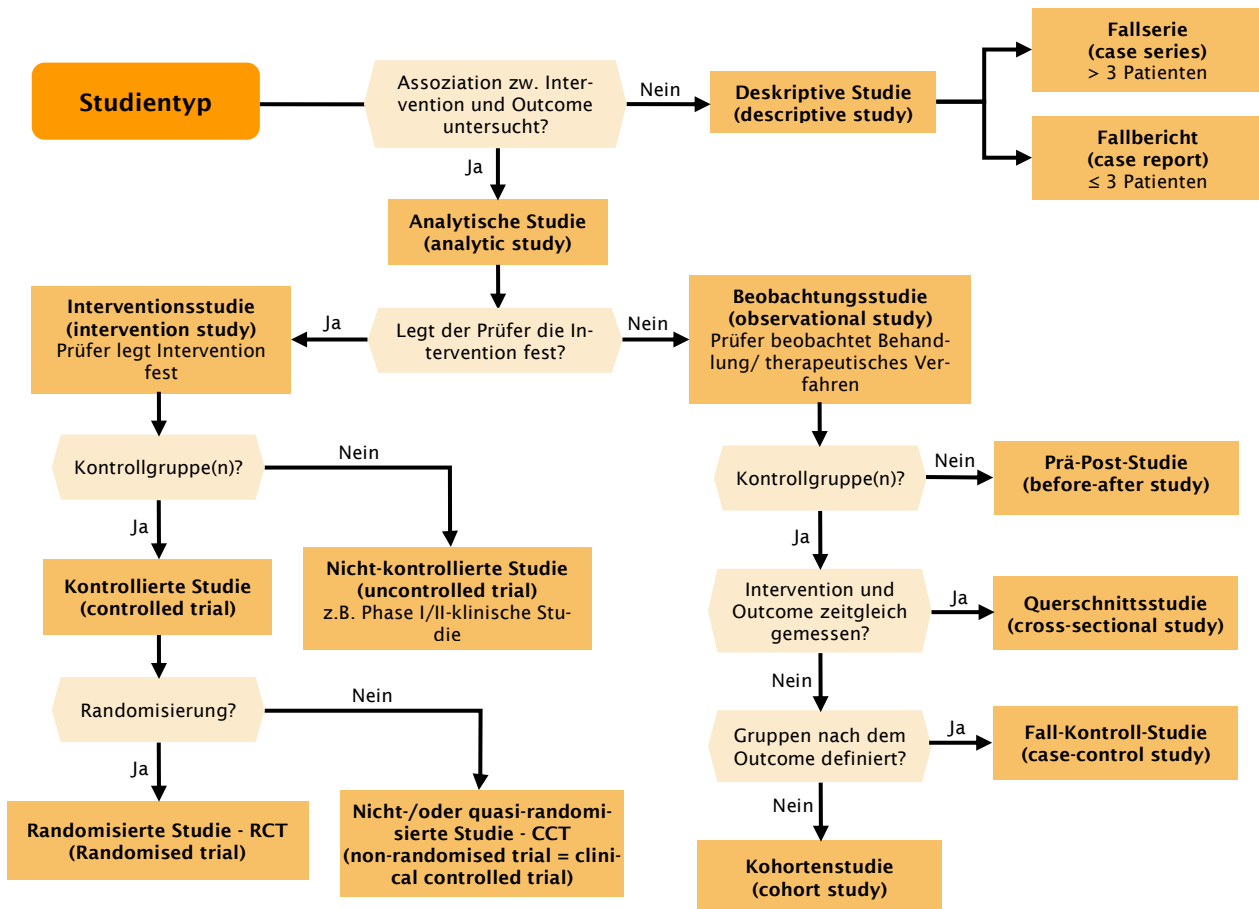 Studientyp
Assoziation zw. Inter-
vention und Outcome
untersucht?
Nein
Deskriptive Studie
(descriptive study)
Fallserie
(case series)
> 3 Patienten
Fallbericht
(case report)
≤ 3 Patienten
Ja
Analytische Studie
(analytic study)
Legt der Prüfer die In-
tervention fest?
Ja
Interventionsstudie
(intervention study)
Prüfer legt Intervention
fest
Nein
Beobachtungsstudie
(observational study)
Prüfer beobachtet Behand-
lung/ therapeutisches Ver-
fahren
Kontrollgruppe(n)?
Nein
Nicht-kontrollierte Studie
(uncontrolled trial)
z.B. Phase I/II-klinische Stu-
die
Ja
Kontrollierte Studie
(controlled trial)
Randomisierung?
Nein
Nicht-/oder quasi-randomi-
sierte Studie - CCT
(non-randomised trial = clini-
cal controlled trial)
Ja
Randomisierte Studie - RCT
(Randomised trial)
Kontrollgruppe(n)?
Nein
Prä-Post-Studie
(before-after study)
Ja
Intervention und
Outcome zeitgleich
gemessen?
Ja
Querschnittsstudie
(cross-sectional study)
Nein
Gruppen nach dem
Outcome definiert?
Ja
Fall-Kontroll-Studie
(case-control study)
Nein
Kohortenstudie
(cohort study)